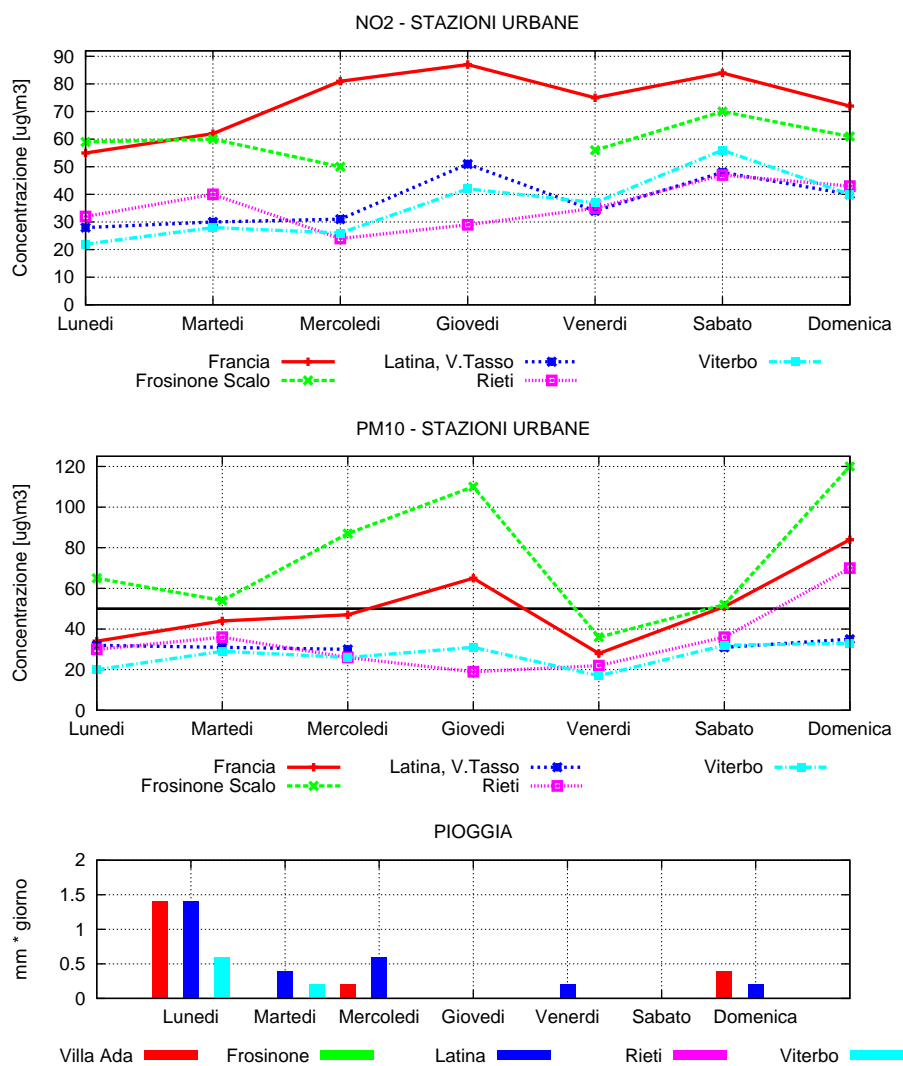 NO2 - STAZIONI URBANE
Concentrazione [ug\m3]
90
80
70
60
50
40
30
20
10
0
Lunedi Martedi Mercoledi Giovedi Venerdi Sabato Domenica
Francia Latina, V.Tasso Viterbo
Frosinone Scalo Rieti
PM10 - STAZIONI URBANE
Concentrazione [ug\m3]
120
100
80
60
40
20
0
Lunedi Martedi Mercoledi Giovedi Venerdi Sabato Domenica
Francia Latina, V.Tasso Viterbo
Frosinone Scalo Rieti
PIOGGIA
mm * giorno
2
1.5
1
0.5
0
Lunedi Martedi Mercoledi Giovedi Venerdi Sabato Domenica
Villa Ada Frosinone Latina Rieti Viterbo